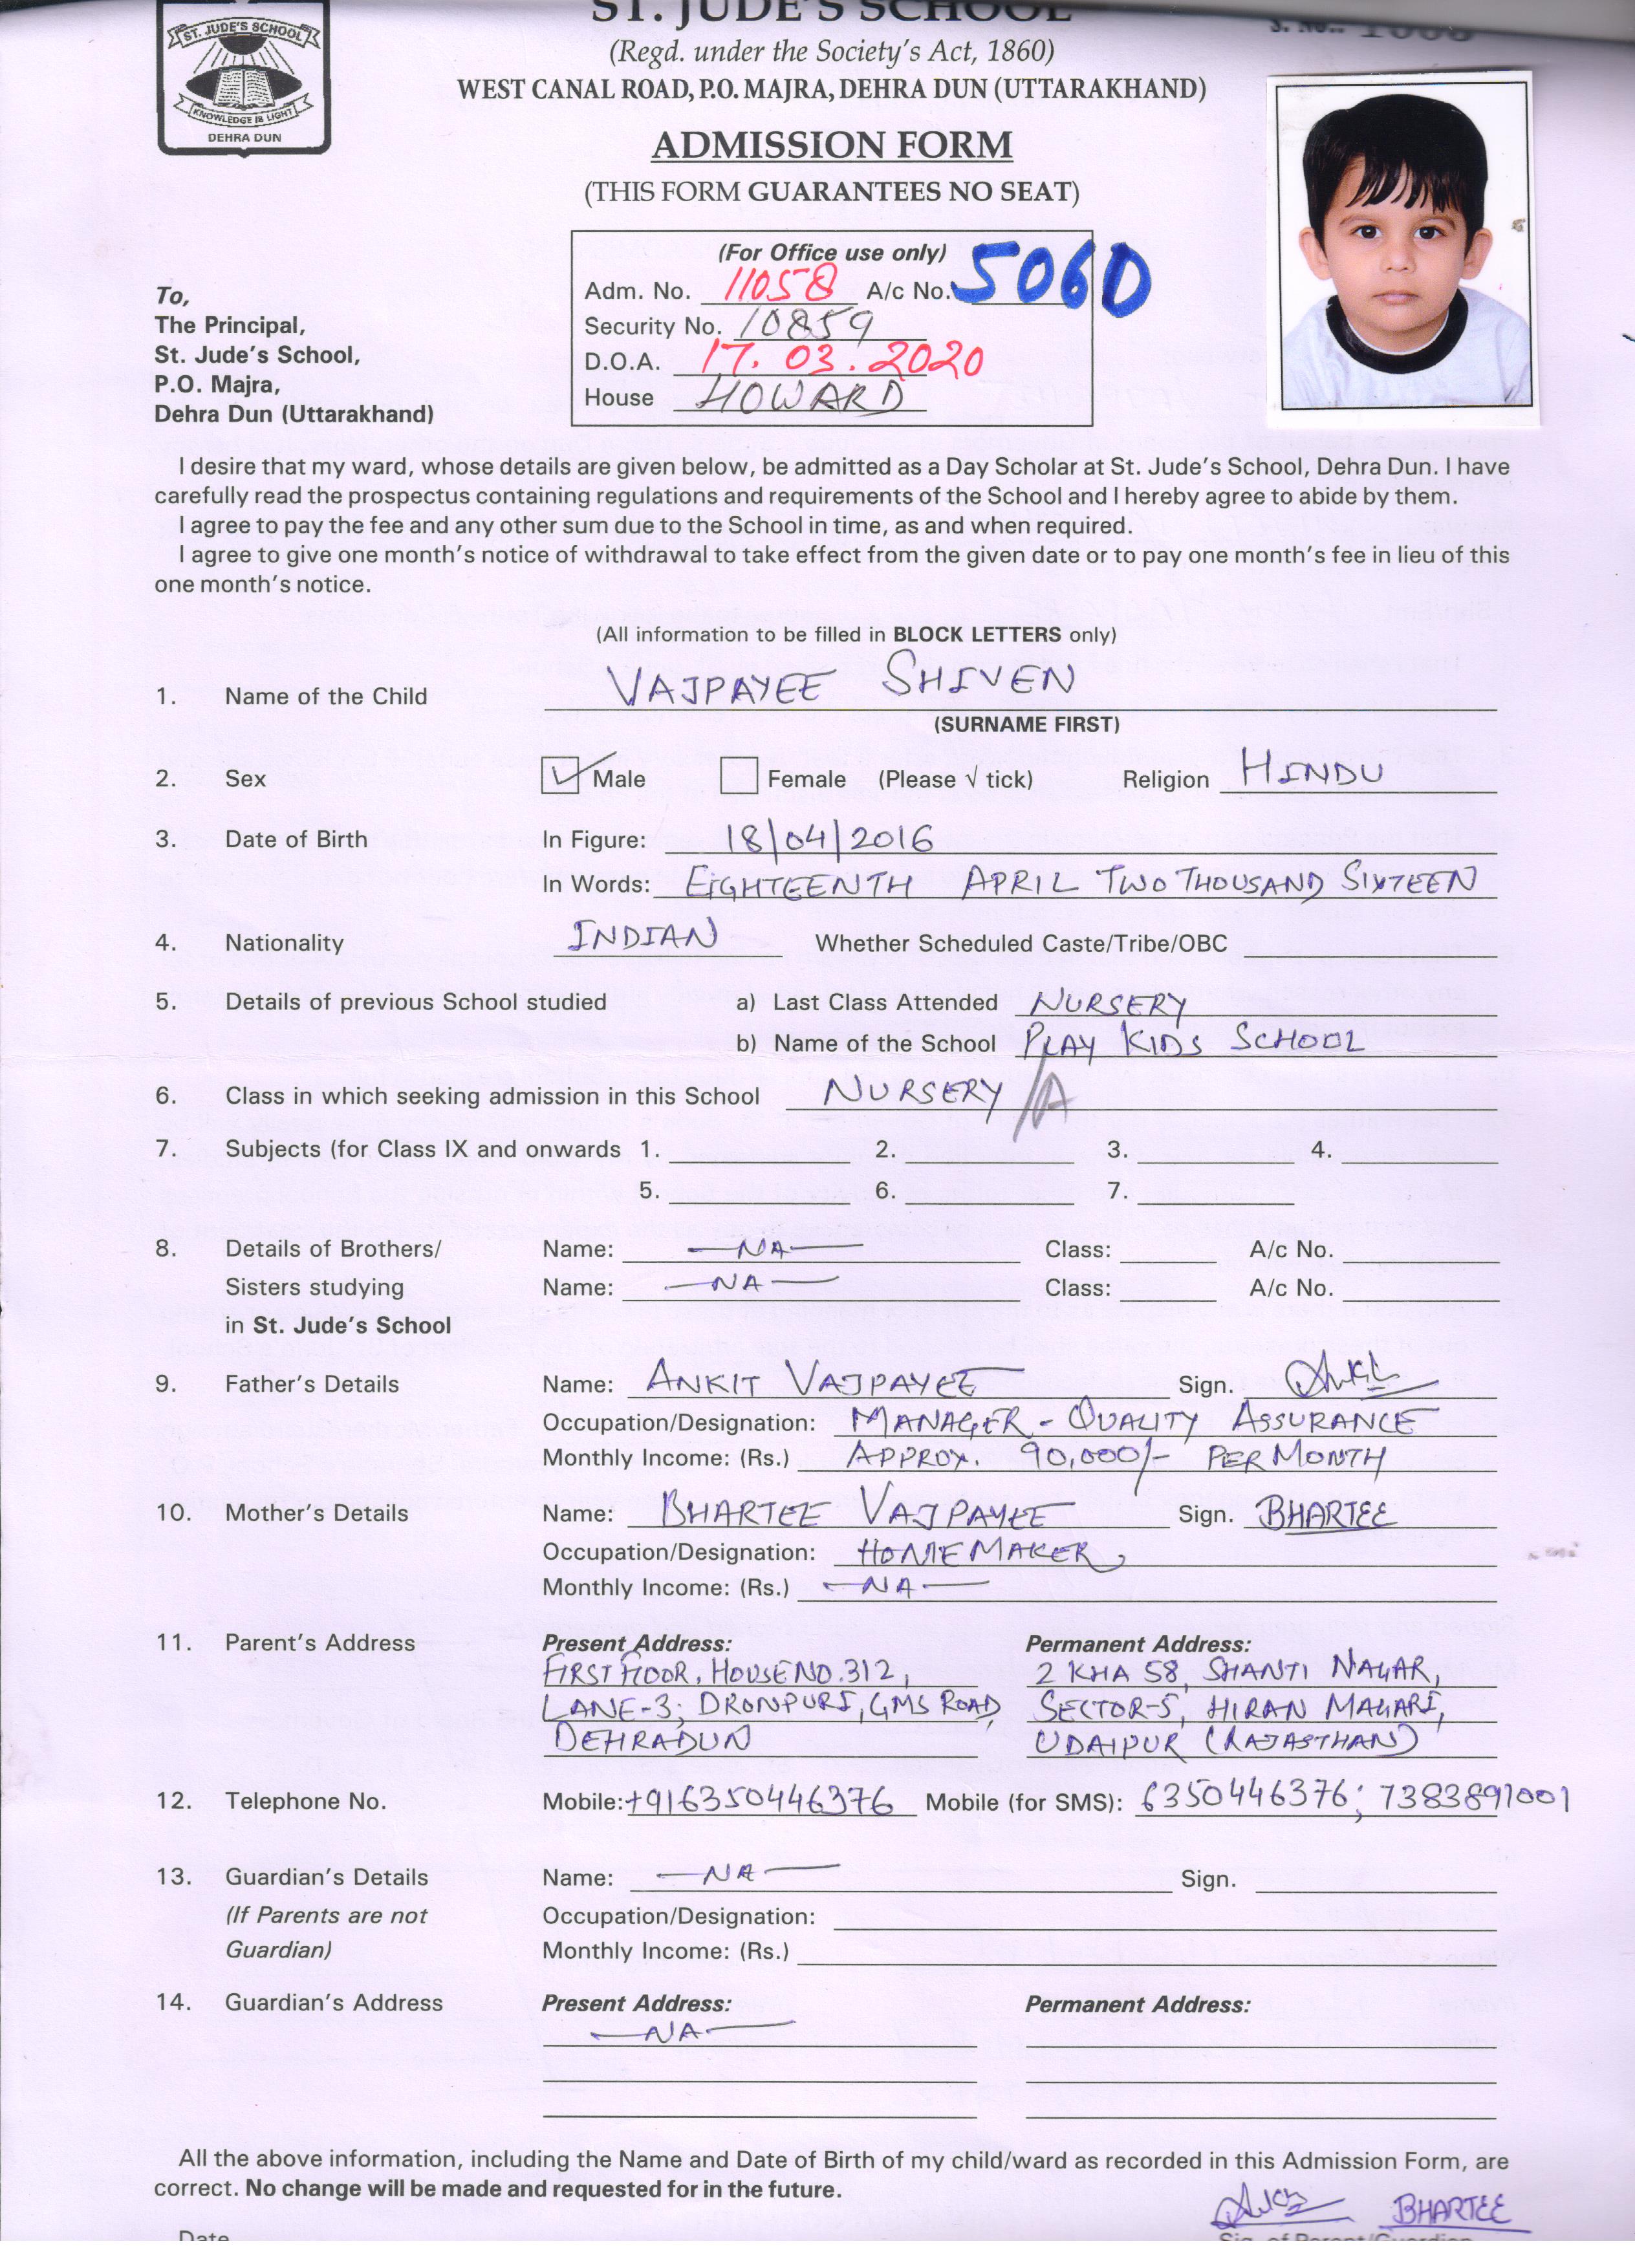 ST. JUDE'S SCHOOL
ST. JUDE'S SCHOOL
KNOWLEDGE IS LIGHT
DEHRA DUN
(Regd. under the Society's Act, 1860)
WEST CANAL ROAD, P.O. MAJRA, DEHRA DUN (UTTARAKHAND)
ADMISSION FORM
(THIS FORM GUARANTEES NO SEAT)
(For Office use only)
Adm. No. 11058 A/c No. 5060
Security No. 10859
D.O.A. 17.03.2020
House HOWARD
To,
The Principal,
St. Jude's School,
P.O. Majra,
Dehra Dun (Uttarakhand)
I desire that my ward, whose details are given below, be admitted as a Day Scholar at St. Jude's School, Dehra Dun. I have
carefully read the prospectus containing regulations and requirements of the School and I hereby agree to abide by them.
I agree to pay the fee and any other sum due to the School in time, as and when required.
I agree to give one month's notice of withdrawal to take effect from the given date or to pay one month's fee in lieu of this
one month's notice.
(All information to be filled in BLOCK LETTERS only)
1. Name of the Child VAJPAYEE SHIVEN
(SURNAME FIRST)
2. Sex Male Female (Please √ tick) Religion HINDU
3. Date of Birth In Figure: 18/04/2016
In Words: EIGHTEENTH APRIL TWO THOUSAND SIXTEEN
4. Nationality INDIAN Whether Scheduled Caste/Tribe/OBC
5. Details of previous School studied a) Last Class Attended NURSERY
b) Name of the School PLAY KIDS SCHOOL
6. Class in which seeking admission in this School NURSERY /A
7. Subjects (for Class IX and onwards 1. 2. 3. 4.
5. 6. 7.
8. Details of Brothers/ Name: —NA— Class: A/c No.
Sisters studying Name: —NA— Class: A/c No.
in St. Jude's School
9. Father's Details Name: ANKIT VAJPAYEE Sign. Ankit
Occupation/Designation: MANAGER - QUALITY ASSURANCE
Monthly Income: (Rs.) APPROX. 90,000/- PER MONTH
10. Mother's Details Name: BHARTEE VAJPAYEE Sign. BHARTEE
Occupation/Designation: HOMEMAKER
Monthly Income: (Rs.) —NA—
11. Parent's Address Present Address: Permanent Address:
FIRST FLOOR, HOUSE NO. 312, 2 KHA 58, SHANTI NAGAR,
LANE-3, DRONPURI, GMS ROAD, SECTOR-5, HIRAN MAGARI,
DEHRADUN UDAIPUR (RAJASTHAN)
12. Telephone No. Mobile: +916350446376 Mobile (for SMS): 6350446376; 7383891001
13. Guardian's Details Name: —NA— Sign.
(If Parents are not Occupation/Designation:
Guardian) Monthly Income: (Rs.)
14. Guardian's Address Present Address: Permanent Address:
—NA—
All the above information, including the Name and Date of Birth of my child/ward as recorded in this Admission Form, are
correct. No change will be made and requested for in the future.
BHARTEE
Date
Sig. of Parent/Guardian